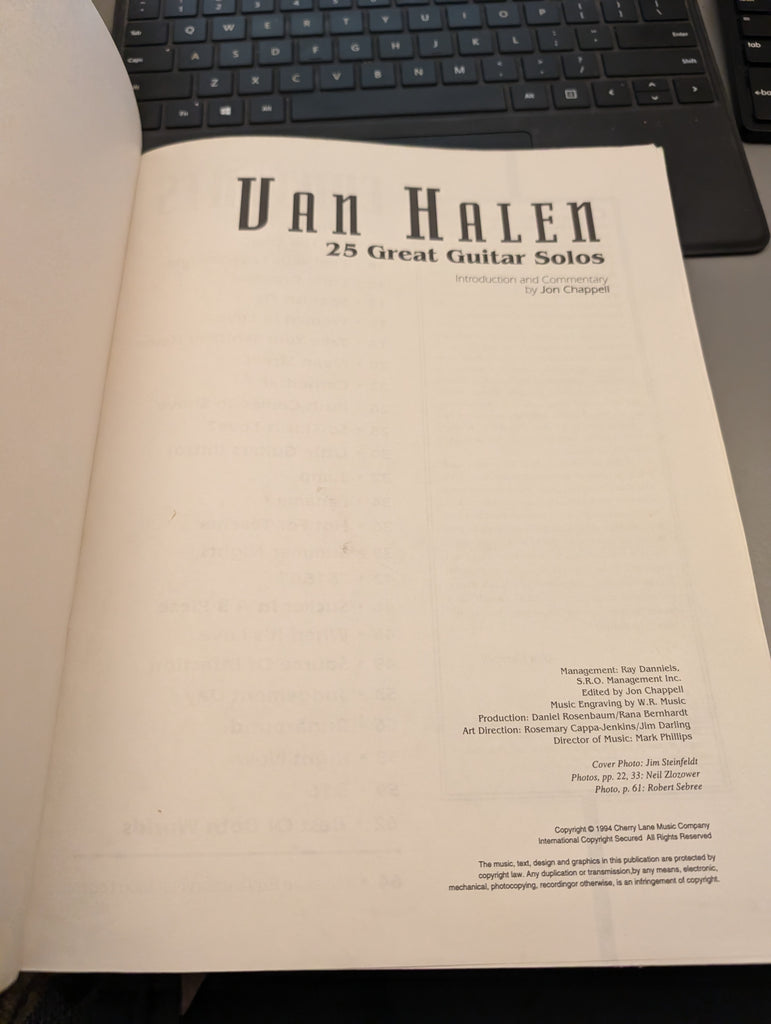 Q W E R T Y U I O P
Enter
A S D F G H J K L
Shift
Z X C V B N M
Alt
tab
VAN HALEN
25 Great Guitar Solos
Introduction and Commentary
by Jon Chappell
Management: Ray Danniels,
S.R.O. Management Inc.
Edited by Jon Chappell
Music Engraving by W.R. Music
Production: Daniel Rosenbaum/Rana Bernhardt
Art Direction: Rosemary Cappa-Jenkins/Jim Darling
Director of Music: Mark Phillips
Cover Photo: Jim Steinfeldt
Photos, pp. 22, 33: Neil Zlozower
Photo, p. 61: Robert Sebree
Copyright © 1994 Cherry Lane Music Company
International Copyright Secured All Rights Reserved
The music, text, design and graphics in this publication are protected by
copyright law. Any duplication or transmission,by any means, electronic,
mechanical, photocopying, recordingor otherwise, is an infringement of copyright.